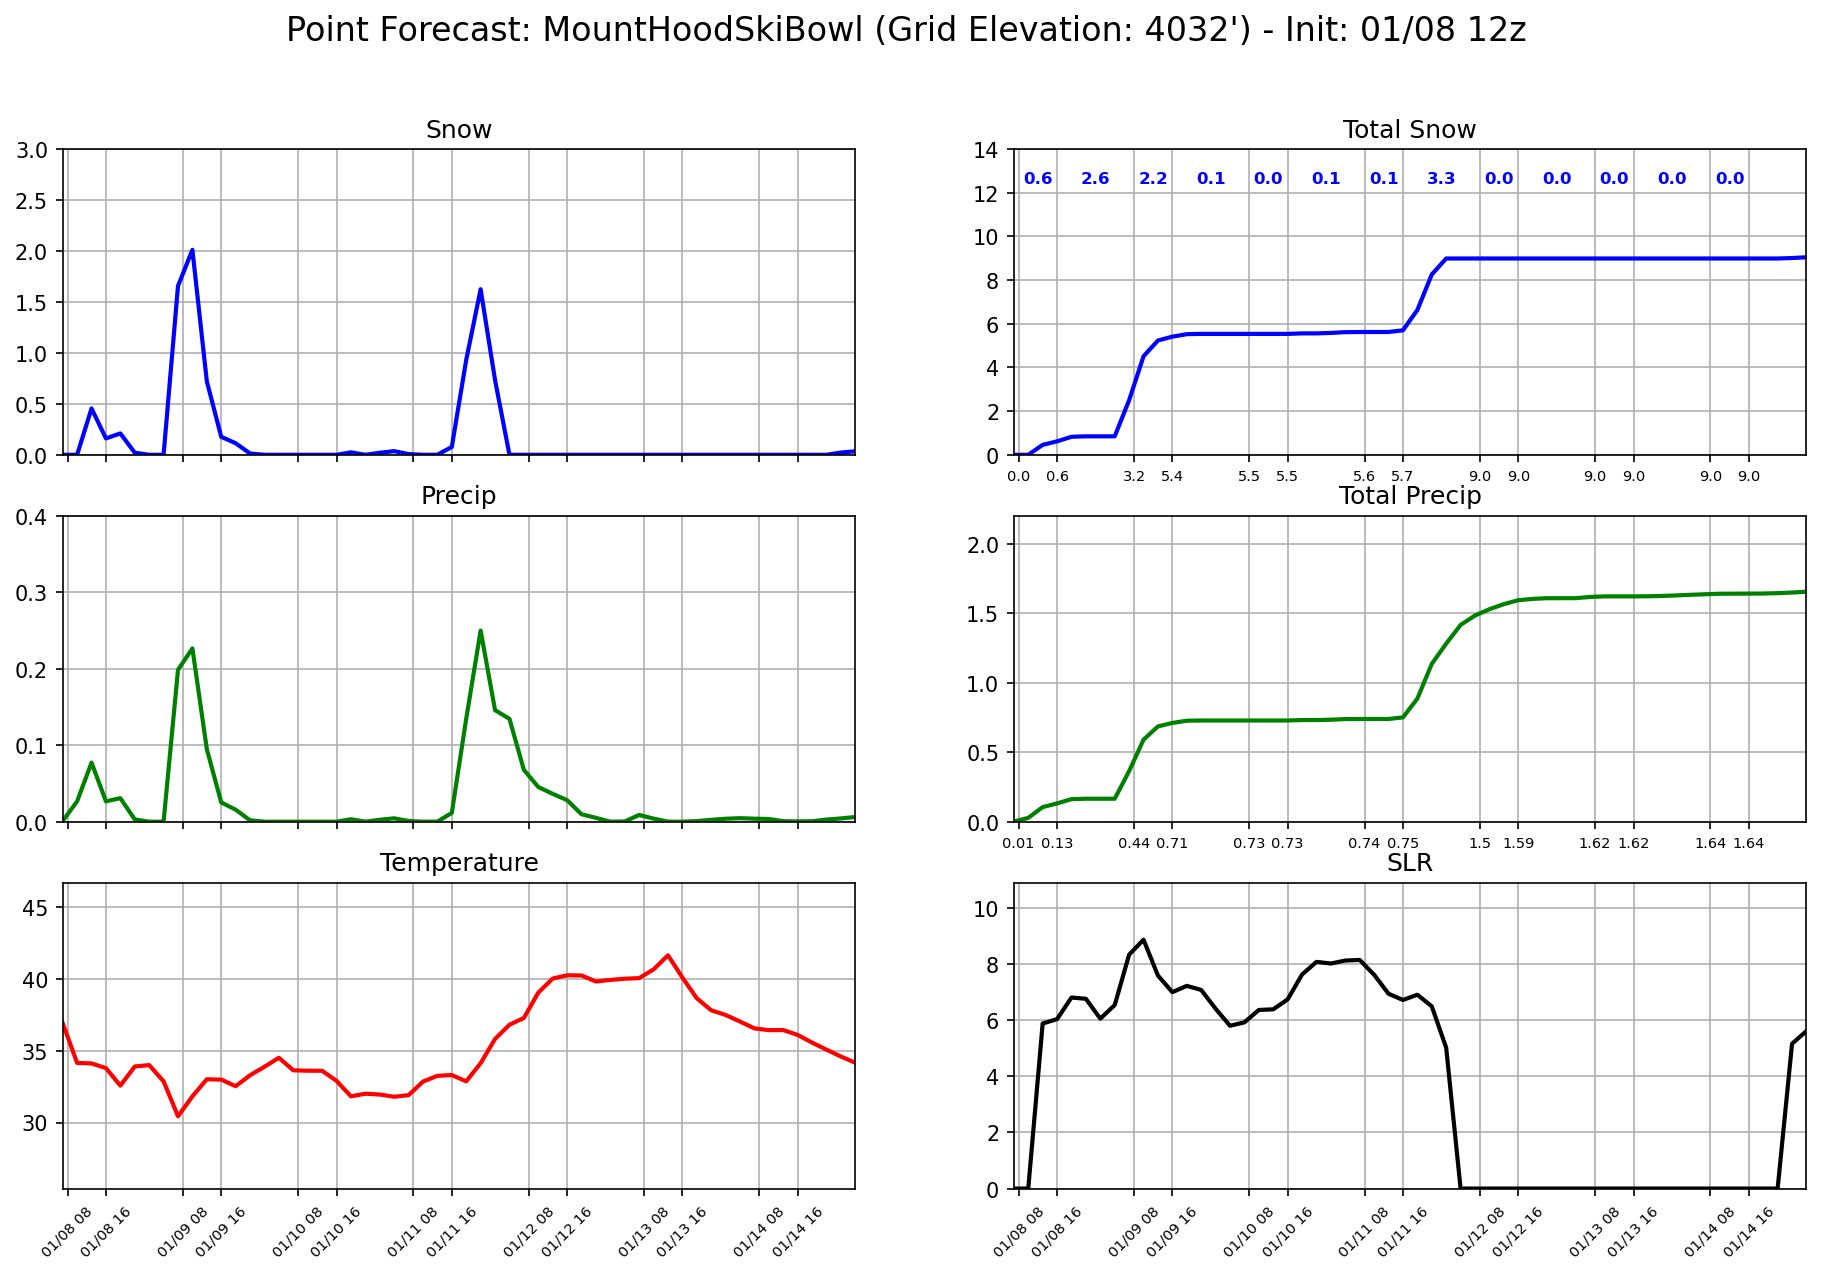 Point Forecast: MountHoodSkiBowl (Grid Elevation: 4032') - Init: 01/08 12z
Snow
3.0
2.5
2.0
1.5
1.0
0.5
0.0
Total Snow
14
12
10
8
6
4
2
0
0.6 2.6 2.2 0.1 0.0 0.1 0.1 3.3 0.0 0.0 0.0 0.0 0.0
0.0 0.6 3.2 5.4 5.5 5.5 5.6 5.7 9.0 9.0 9.0 9.0 9.0 9.0
Precip
0.4
0.3
0.2
0.1
0.0
Total Precip
2.0
1.5
1.0
0.5
0.0
0.01 0.13 0.44 0.71 0.73 0.73 0.74 0.75 1.5 1.59 1.62 1.62 1.64 1.64
Temperature
45
40
35
30
01/08 08 01/08 16 01/09 08 01/09 16 01/10 08 01/10 16 01/11 08 01/11 16 01/12 08 01/12 16 01/13 08 01/13 16 01/14 08 01/14 16
SLR
10
8
6
4
2
0
01/08 08 01/08 16 01/09 08 01/09 16 01/10 08 01/10 16 01/11 08 01/11 16 01/12 08 01/12 16 01/13 08 01/13 16 01/14 08 01/14 16